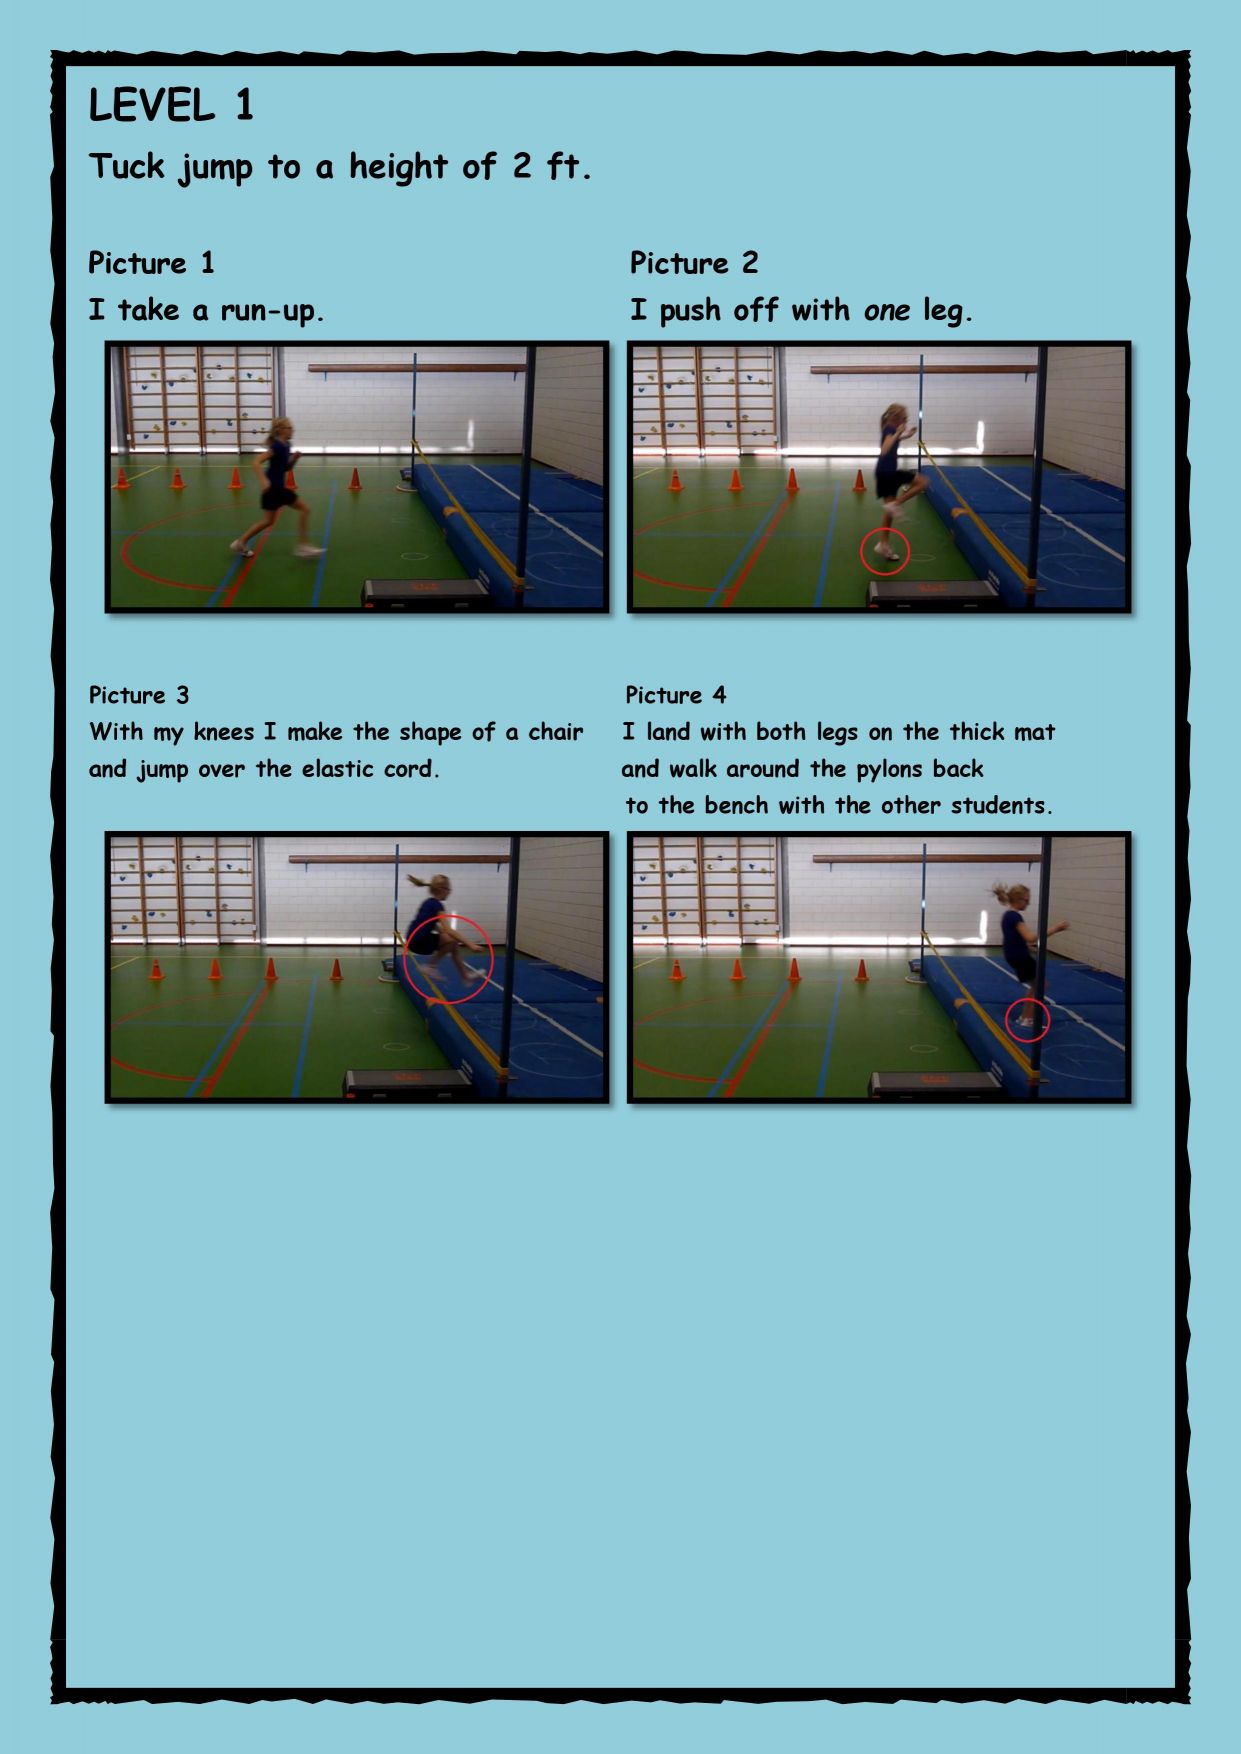 LEVEL 1
Tuck jump to a height of 2 ft.
Picture 1
I take a run-up.
Picture 2
I push off with one leg.
Picture 3
With my knees I make the shape of a chair
and jump over the elastic cord.
Picture 4
I land with both legs on the thick mat
and walk around the pylons back
to the bench with the other students.